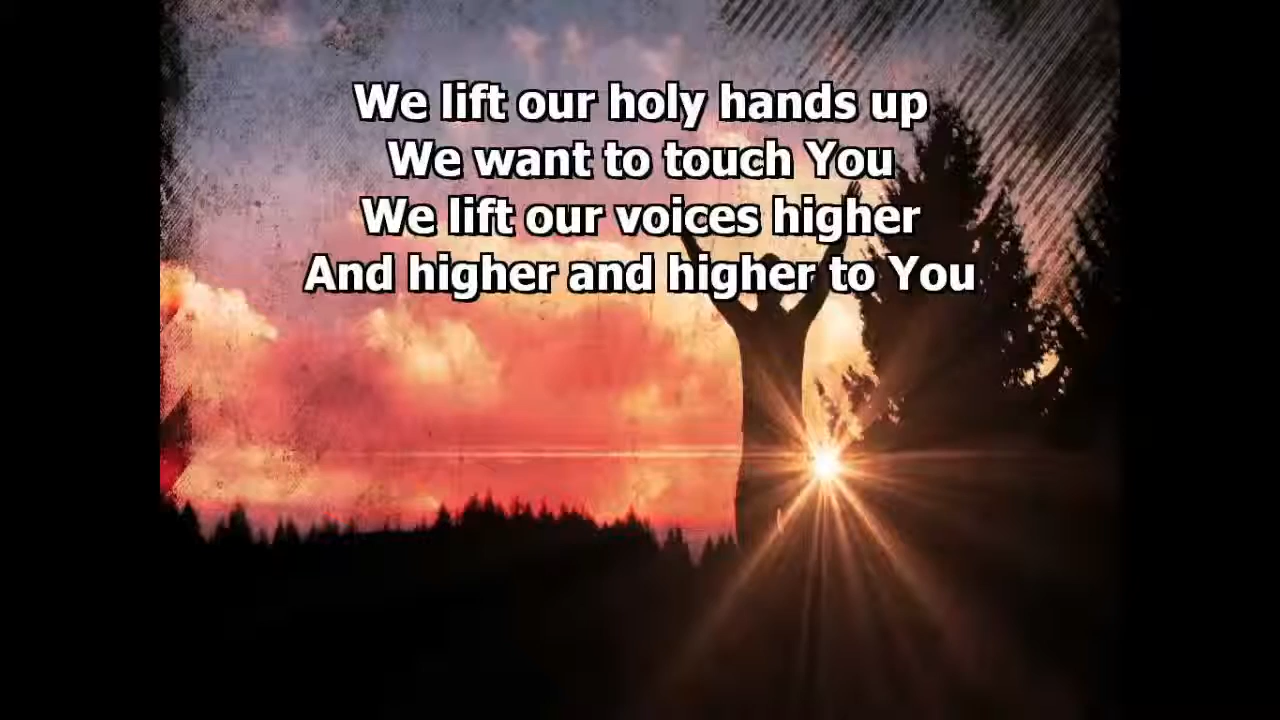 We lift our holy hands up
We want to touch You
We lift our voices higher
And higher and higher to You